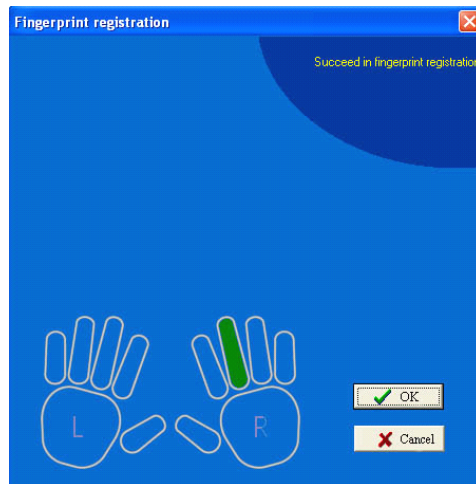 Fingerprint registration
Succeed in fingerprint registration
L
R
OK
Cancel